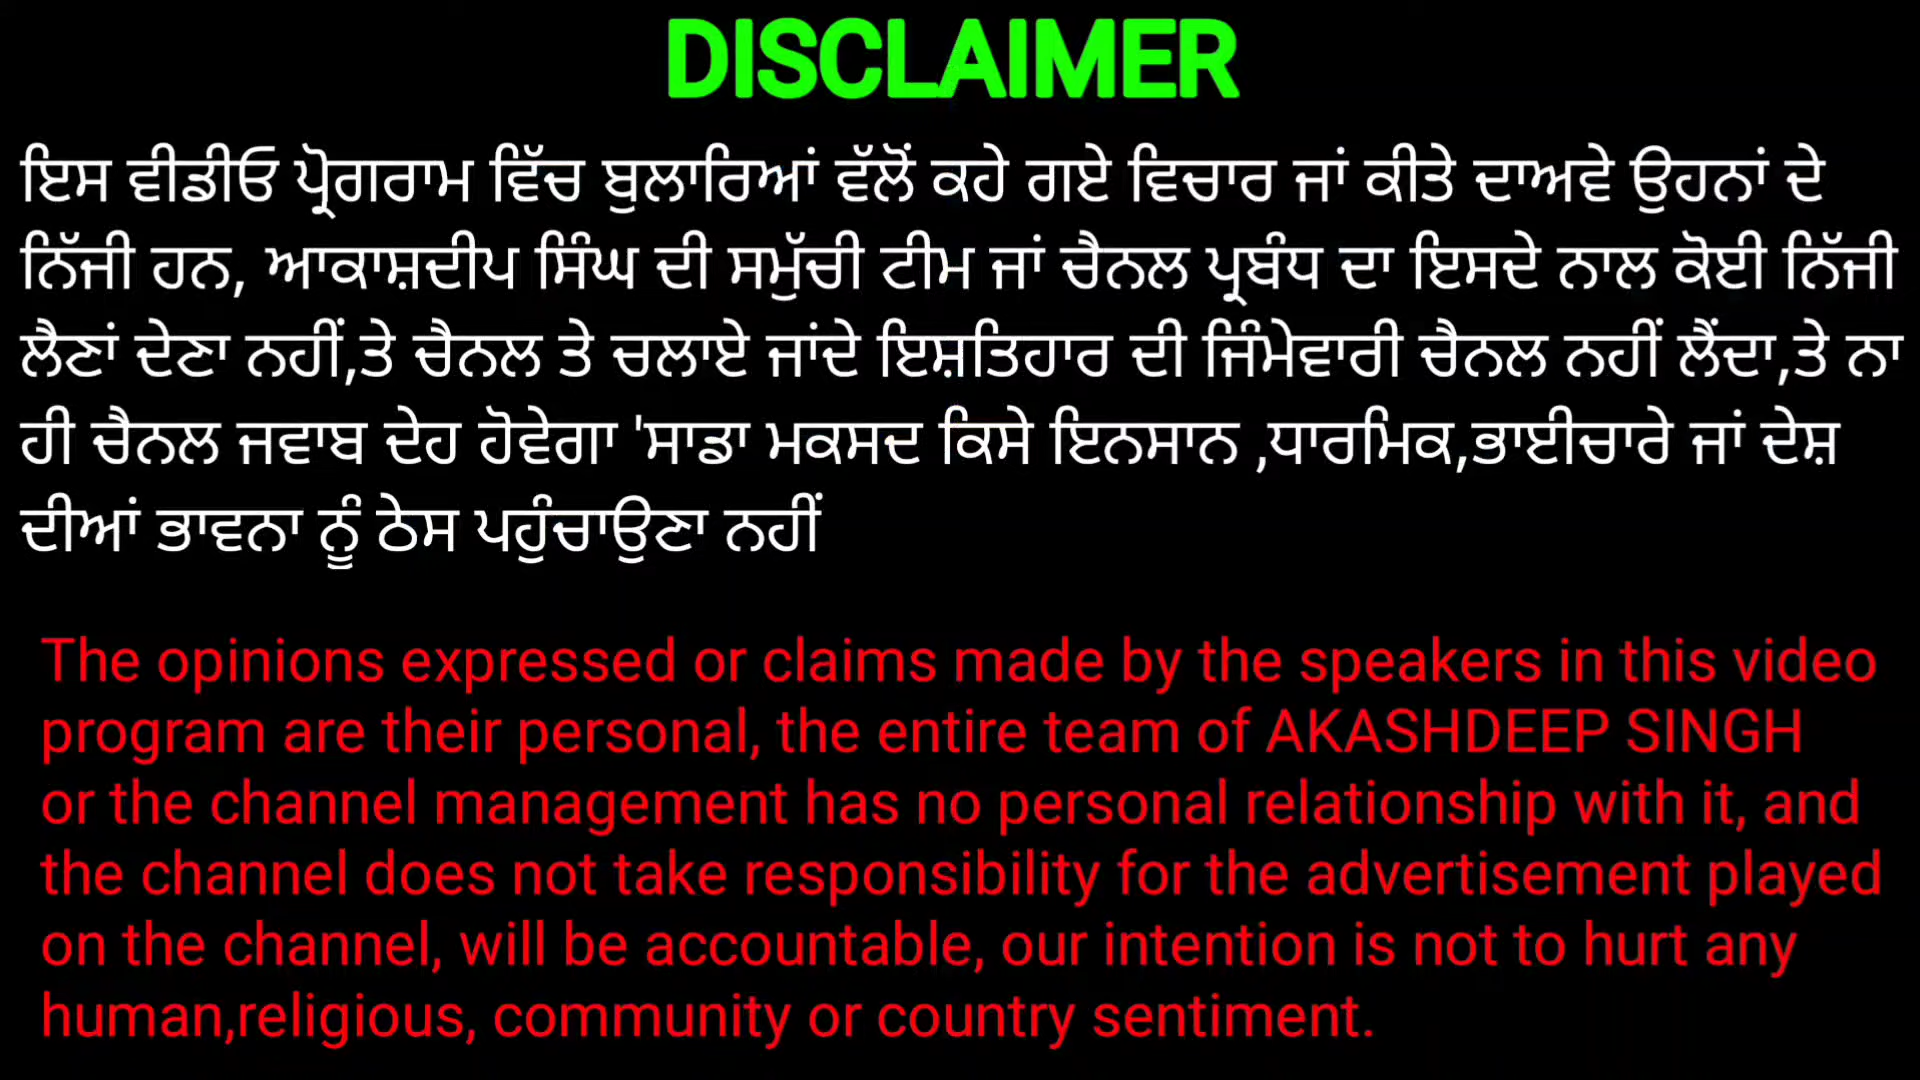 DISCLAIMER
ਇਸ ਵੀਡੀਓ ਪ੍ਰੋਗਰਾਮ ਵਿੱਚ ਬੁਲਾਰਿਆਂ ਵੱਲੋਂ ਕਹੇ ਗਏ ਵਿਚਾਰ ਜਾਂ ਕੀਤੇ ਦਾਅਵੇ ਉਹਨਾਂ ਦੇ
ਨਿੱਜੀ ਹਨ, ਆਕਾਸ਼ਦੀਪ ਸਿੰਘ ਦੀ ਸਮੁੱਚੀ ਟੀਮ ਜਾਂ ਚੈਨਲ ਪ੍ਰਬੰਧ ਦਾ ਇਸਦੇ ਨਾਲ ਕੋਈ ਨਿੱਜੀ
ਲੈਣਾਂ ਦੇਣਾ ਨਹੀਂ,ਤੇ ਚੈਨਲ ਤੇ ਚਲਾਏ ਜਾਂਦੇ ਇਸ਼ਤਿਹਾਰ ਦੀ ਜਿੰਮੇਵਾਰੀ ਚੈਨਲ ਨਹੀਂ ਲੈਂਦਾ,ਤੇ ਨਾ
ਹੀ ਚੈਨਲ ਜਵਾਬ ਦੇਹ ਹੋਵੇਗਾ 'ਸਾਡਾ ਮਕਸਦ ਕਿਸੇ ਇਨਸਾਨ ,ਧਾਰਮਿਕ,ਭਾਈਚਾਰੇ ਜਾਂ ਦੇਸ਼
ਦੀਆਂ ਭਾਵਨਾ ਨੂੰ ਠੇਸ ਪਹੁੰਚਾਉਣਾ ਨਹੀਂ
The opinions expressed or claims made by the speakers in this video
program are their personal, the entire team of AKASHDEEP SINGH
or the channel management has no personal relationship with it, and
the channel does not take responsibility for the advertisement played
on the channel, will be accountable, our intention is not to hurt any
human,religious, community or country sentiment.